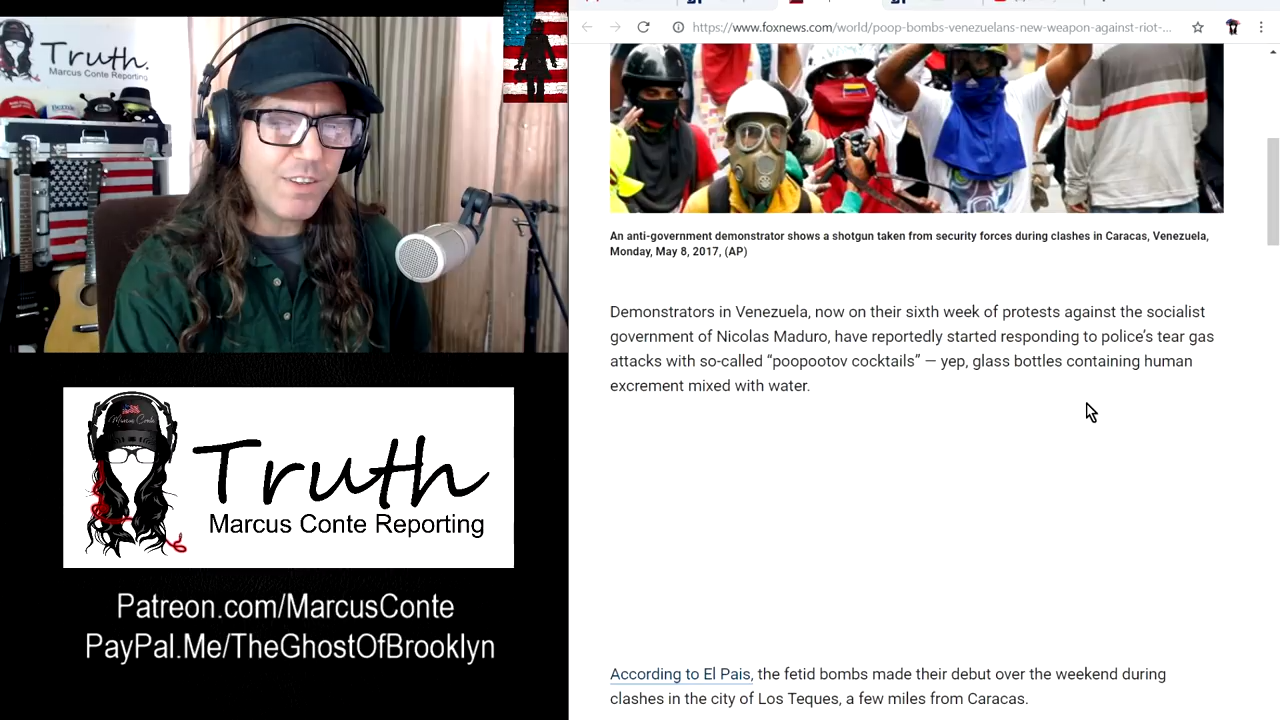 Truth.
Marcus Conte Reporting
https://www.foxnews.com/world/poop-bombs-venezuelans-new-weapon-against-riot-...
An anti-government demonstrator shows a shotgun taken from security forces during clashes in Caracas, Venezuela,
Monday, May 8, 2017, (AP)
Demonstrators in Venezuela, now on their sixth week of protests against the socialist
government of Nicolas Maduro, have reportedly started responding to police’s tear gas
attacks with so-called “poopootov cocktails” — yep, glass bottles containing human
excrement mixed with water.
Marcus Conte
Truth
Marcus Conte Reporting
Patreon.com/MarcusConte
PayPal.Me/TheGhostOfBrooklyn
According to El Pais, the fetid bombs made their debut over the weekend during
clashes in the city of Los Teques, a few miles from Caracas.